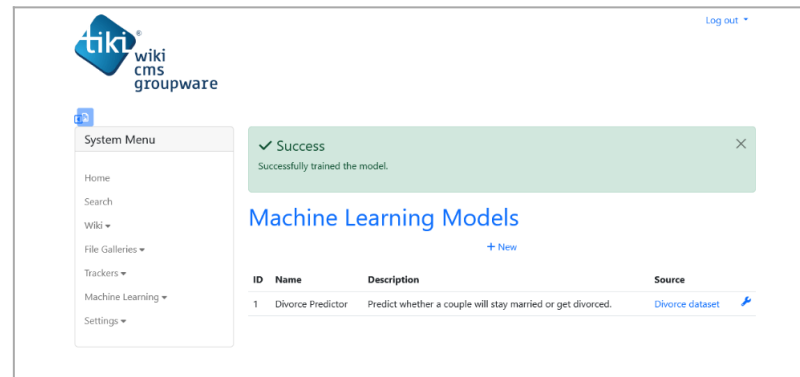 Log out
tiki®
wiki
cms
groupware
System Menu
Home
Search
Wiki
File Galleries
Trackers
Machine Learning
Settings
Success
Successfully trained the model.
Machine Learning Models
+ New
ID Name Description Source
1 Divorce Predictor Predict whether a couple will stay married or get divorced. Divorce dataset